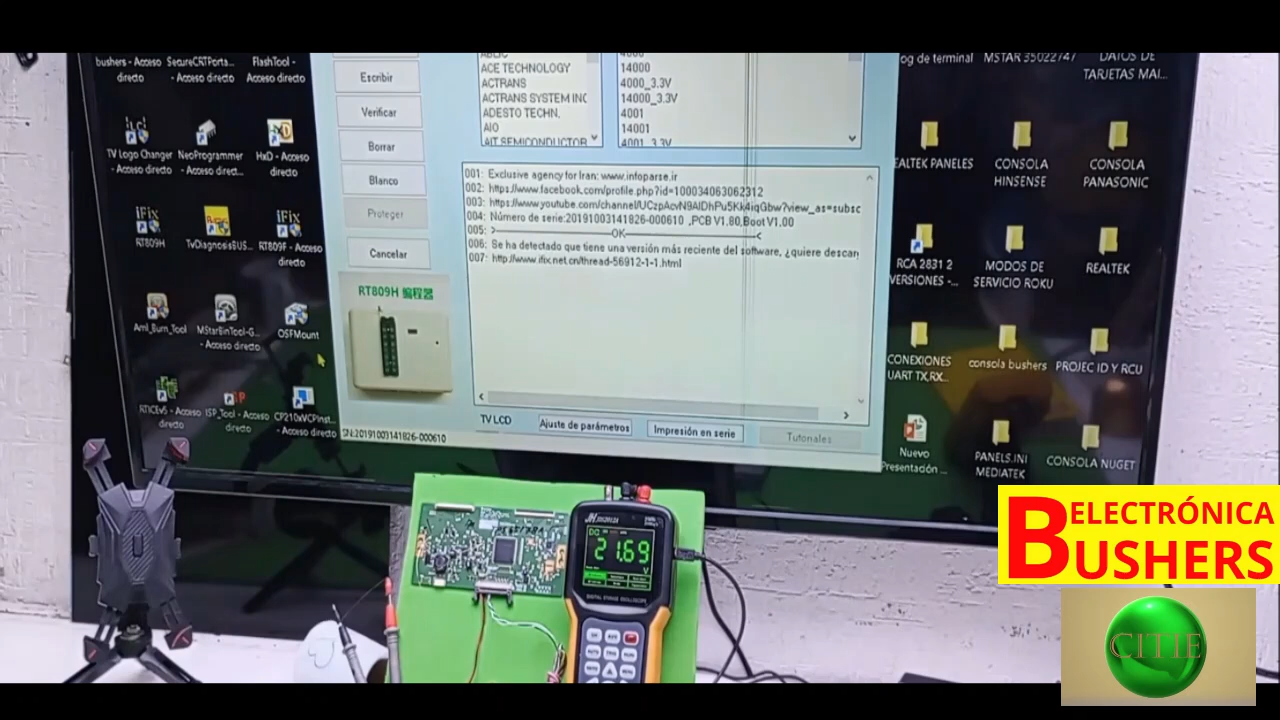 bushers - Acceso directo
SecureCRTPorta... - Acceso directo
FlashTool - Acceso directo
TV Logo Changer - Acceso directo
NeoProgrammer - Acceso direct...
HxD - Acceso directo
iFix
RT809H
TvDiagnosisBUS...
iFix
RT809F - Acceso directo
Aml_Burn_Tool
MStarBinTool-G... - Acceso directo
OSFMount
RTICEv5 - Acceso directo
ISP_Tool - Acceso directo
CP210xVCPInst... - Acceso directo
Escribir
Verificar
Borrar
Blanco
Proteger
Cancelar
RT809H 编程器
SN:20191003141826-000610
ACE TECHNOLOGY
ACTRANS
ACTRANS SYSTEM INC
ADESTO TECHN.
AIO
AIT SEMICONDUCTOR
4000
14000
4000_3.3V
14000_3.3V
4001
14001
4001_3.3V
001: Exclusive agency for Iran: www.infoparse.ir
002: https://www.facebook.com/profile.php?id=100034063062312
003: https://www.youtube.com/channel/UCzpAcvN9AlDhPu5Kk4iqGbw?view_as=subsc
004: Número de serie:20191003141826-000610 ,PCB V1.80,Boot V1.00
005: >—OK—<
006: Se ha detectado que tiene una versión más reciente del software, ¿quiere descar
007: http://www.ifix.net.cn/thread-56912-1-1.html
TV LCD
Ajuste de parámetros
Impresión en serie
Tutoriales
og de terminal
MSTAR 35022747
DATOS DE TARJETAS MAI...
EALTEK PANELES
CONSOLA HINSENSE
CONSOLA PANASONIC
RCA 2831 2 VERSIONES -...
MODOS DE SERVICIO ROKU
REALTEK
CONEXIONES UART TX,RX...
consola bushers
PROJEC ID Y RCU
Nuevo Presentación ...
PANELS.INI MEDIATEK
CONSOLA NUGET
DC
21.69
V
DIGITAL STORAGE OSCILLOSCOPE
ELECTRÓNICA
BUSHERS
CITIE